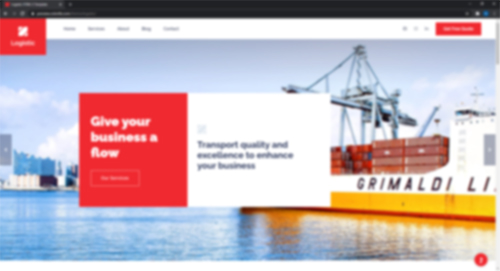 Logistic
Home
Services
About
Blog
Contact
Get Free Quote
Give your
business a
flow
Our Services
Transport quality and
excellence to enhance
your business
GRIMALDI LI